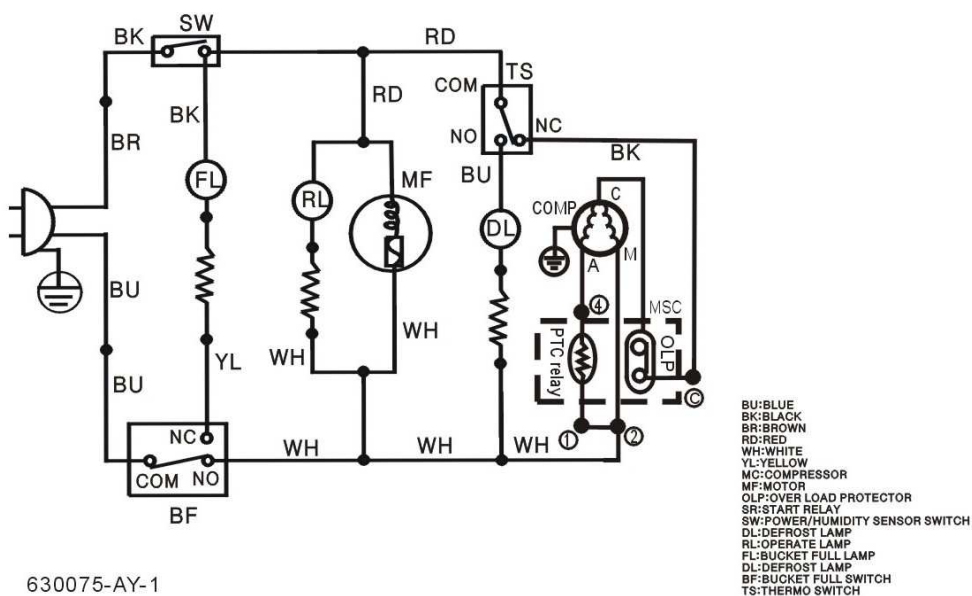 SW
BK
RD
TS
COM
RD
BK
NO
NC
BR
BK
BU
FL
RL
MF
DL
COMP
C
A
M
BU
4
MSC
PTC relay
OLP
WH
WH
YL
BU
C
1
2
NC
WH
WH
WH
COM
NO
BF
BU:BLUE
BK:BLACK
BR:BROWN
RD:RED
WH:WHITE
YL:YELLOW
MC:COMPRESSOR
MF:MOTOR
OLP:OVER LOAD PROTECTOR
SR:START RELAY
SW:POWER/HUMIDITY SENSOR SWITCH
DL:DEFROST LAMP
RL:OPERATE LAMP
FL:BUCKET FULL LAMP
DL:DEFROST LAMP
BF:BUCKET FULL SWITCH
TS:THERMO SWITCH
630075-AY-1